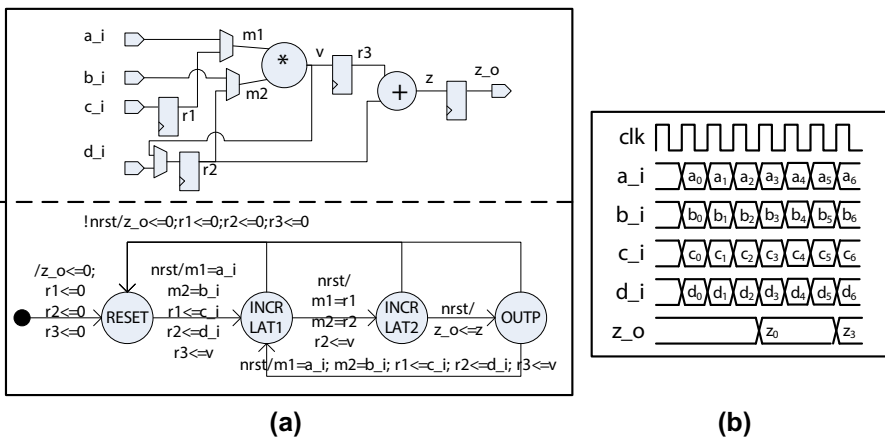 a_i
m1
v
r3
z
z_o
*
+
b_i
m2
c_i
r1
d_i
r2
!nrst/z_o<=0;r1<=0;r2<=0;r3<=0
/z_o<=0;
r1<=0
r2<=0
r3<=0
RESET
nrst/m1=a_i
m2=b_i
r1<=c_i
r2<=d_i
r3<=v
INCR
LAT1
nrst/
m1=r1
m2=r2
r2<=v
INCR
LAT2
nrst/
z_o<=z
OUTP
nrst/m1=a_i; m2=b_i; r1<=c_i; r2<=d_i; r3<=v
(a)
clk
a_i a₀ a₁ a₂ a₃ a₄ a₅ a₆
b_i b₀ b₁ b₂ b₃ b₄ b₅ b₆
c_i c₀ c₁ c₂ c₃ c₄ c₅ c₆
d_i d₀ d₁ d₂ d₃ d₄ d₅ d₆
z_o z₀ z₃
(b)